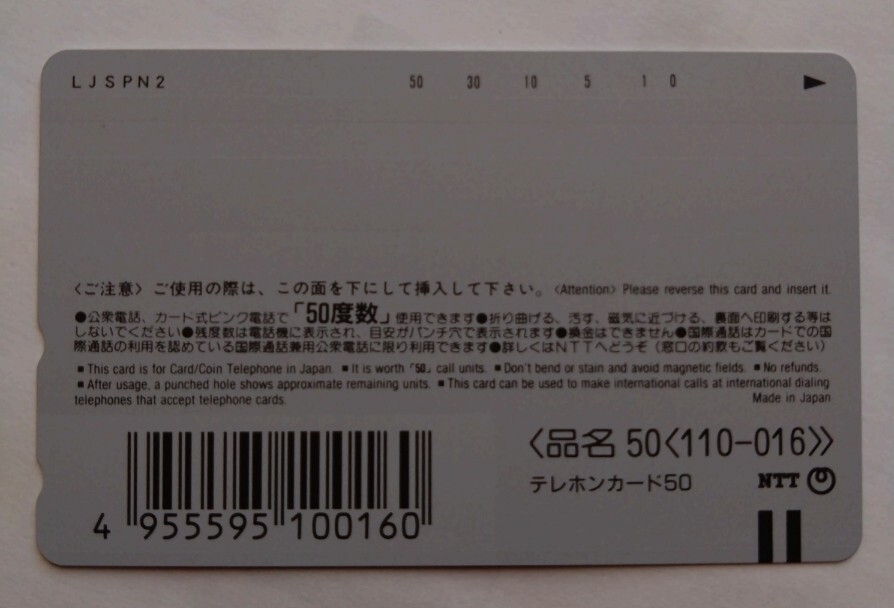 LJSPN2 50 30 10 5 1 0 ▶
〈ご注意〉ご使用の際は、この面を下にして挿入して下さい。〈Attention〉Please reverse this card and insert it.
●公衆電話、カード式ピンク電話で「50度数」使用できます●折り曲げる、汚す、磁気に近づける、裏面へ印刷する等は
しないでください●残度数は電話機に表示され、目安がパンチ穴で表示されます●換金はできません●国際通話はカードでの国
際通話の利用を認めている国際通話兼用公衆電話に限り利用できます●詳しくはNTTへどうぞ（窓口の約款もご覧ください）
■This card is for Card/Coin Telephone in Japan. ■It is worth「50」call units. ■Don't bend or stain and avoid magnetic fields. ■No refunds.
■After usage, a punched hole shows approximate remaining units. ■This card can be used to make international calls at international dialing
telephones that accept telephone cards. Made in Japan
〈品名 50〈110-016〉〉
テレホンカード50 NTT
4 955595 100160